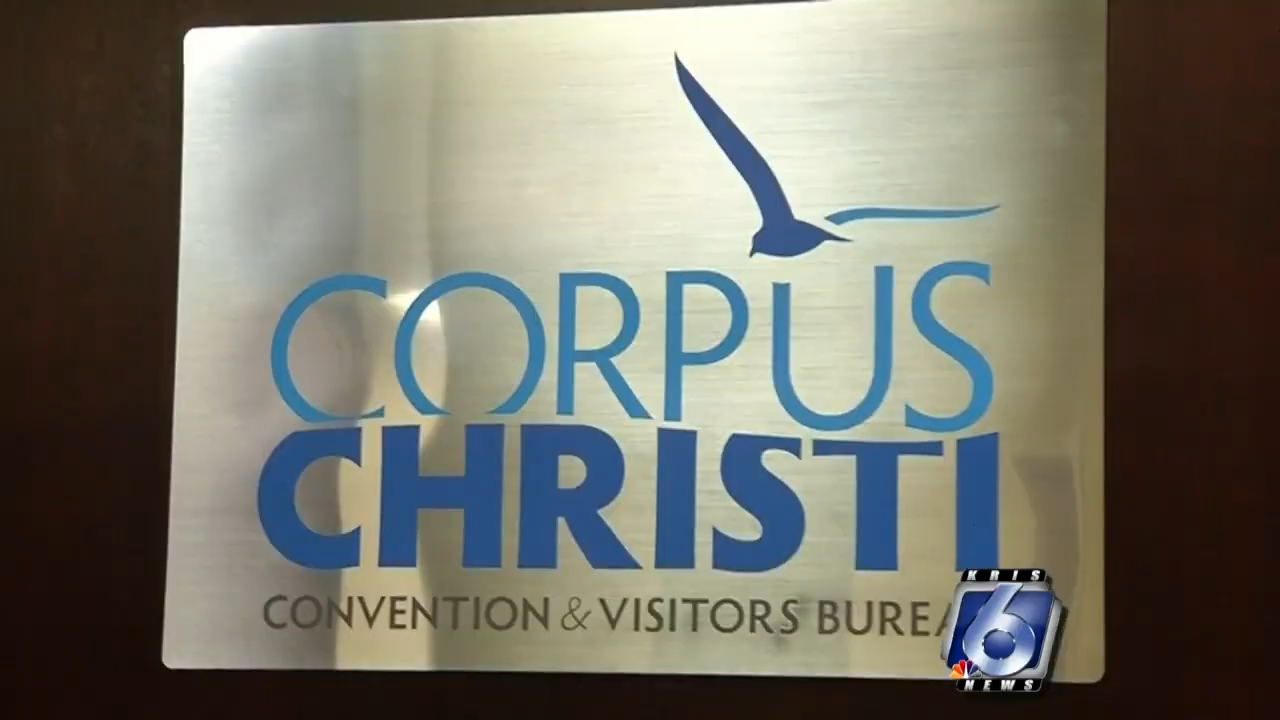 CORPUS
CHRISTI
CONVENTION & VISITORS BUREA
KRIS
6
NEWS